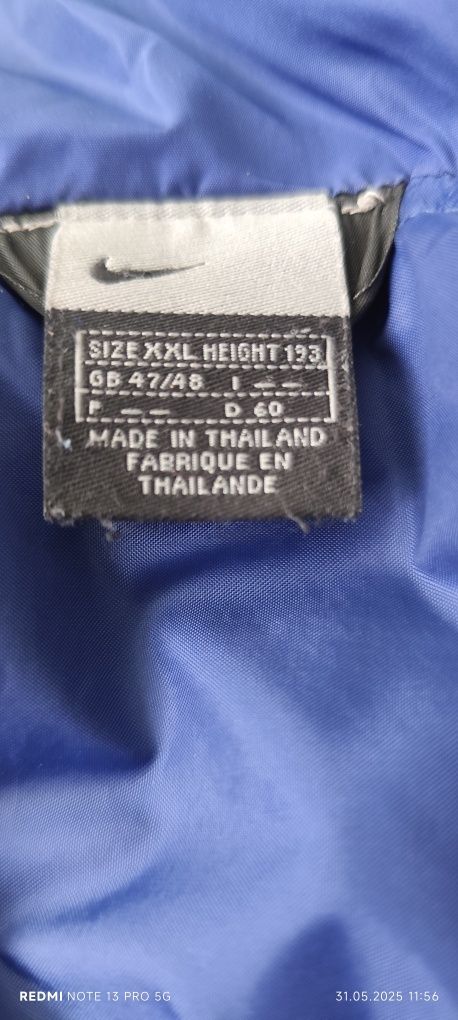 SIZE XXL HEIGHT 193
GB 47/48 I --
F -- D 60
MADE IN THAILAND
FABRIQUE EN
THAILANDE
REDMI NOTE 13 PRO 5G 31.05.2025 11:56